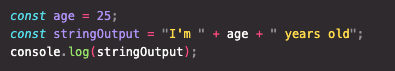 const age = 25;
const stringOutput = "I'm " + age + " years old";
console.log(stringOutput);